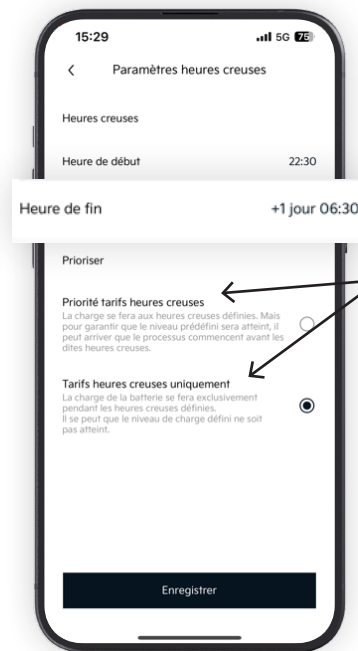 15:29 5G 75
Paramètres heures creuses
Heures creuses
Heure de début 22:30
Heure de fin +1 jour 06:30
Prioriser
Priorité tarifs heures creuses
La charge se fera aux heures creuses définies. Mais
pour garantir que le niveau prédéfini sera atteint, il
peut arriver que le processus commencent avant les
dites heures creuses.
Tarifs heures creuses uniquement
La charge de la batterie se fera exclusivement
pendant les heures creuses définies.
Il se peut que le niveau de charge défini ne soit
pas atteint.
Enregistrer